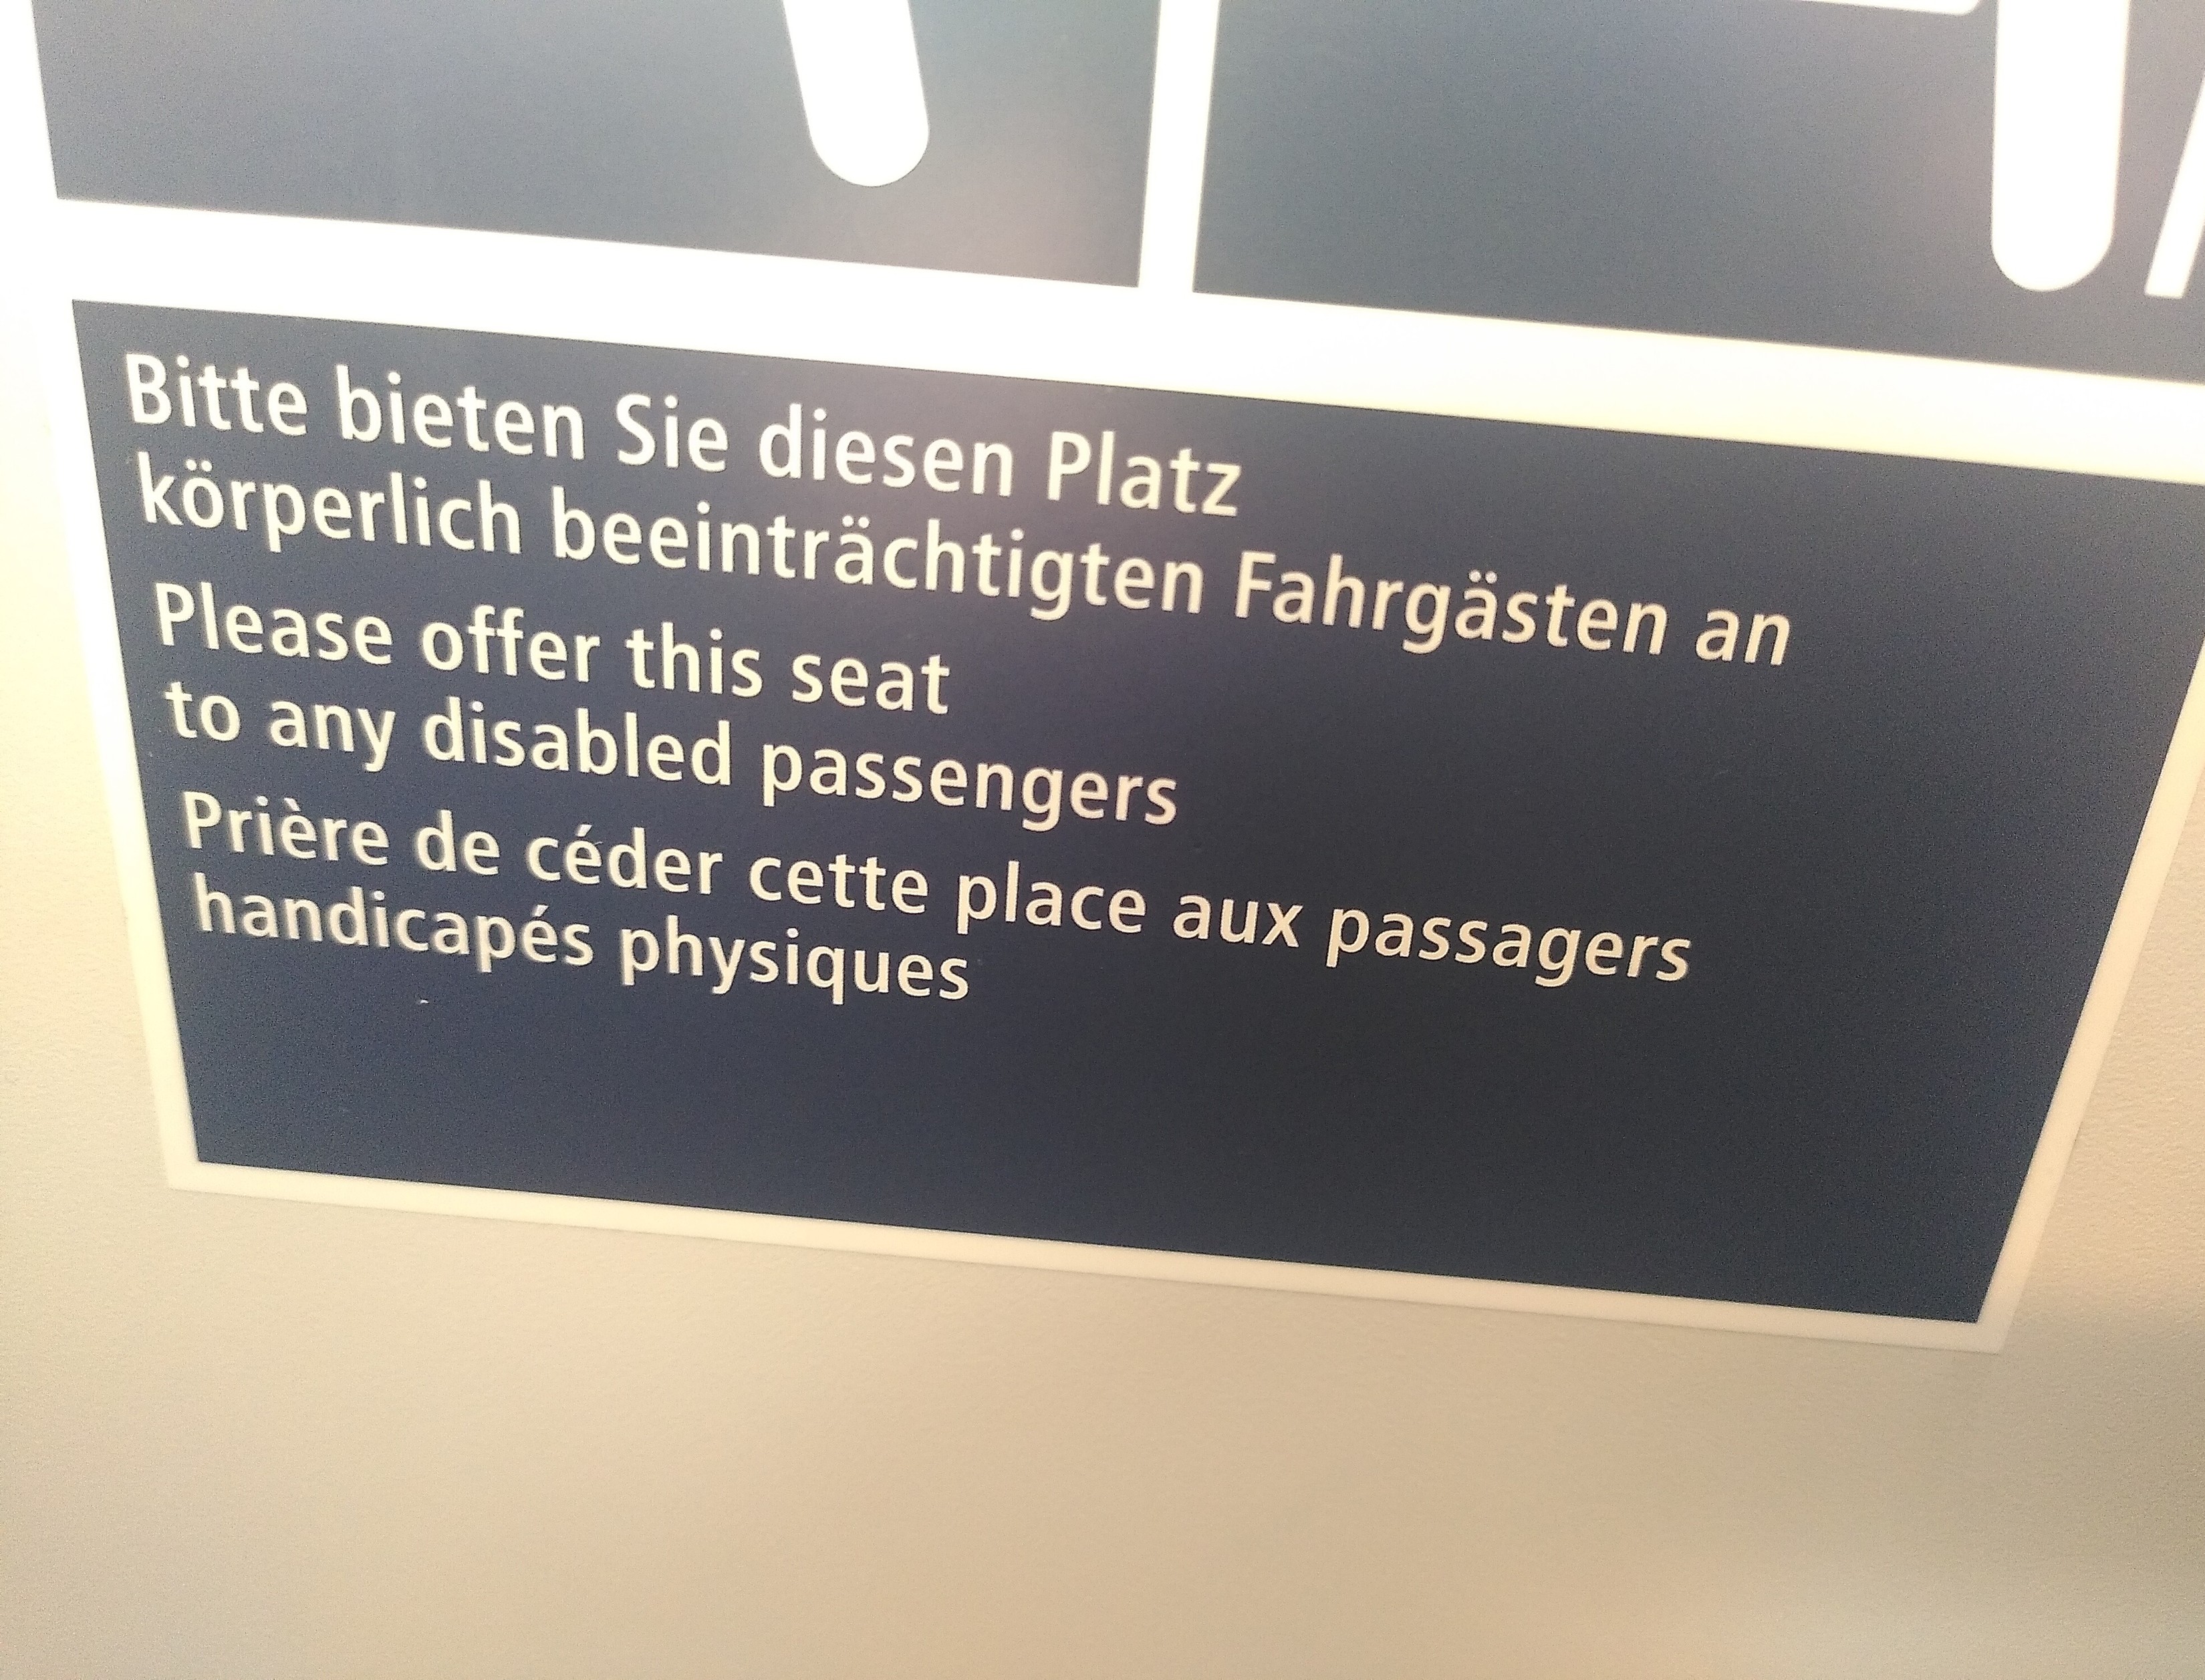 Bitte bieten Sie diesen Platz
körperlich beeinträchtigten Fahrgästen an
Please offer this seat
to any disabled passengers
Prière de céder cette place aux passagers
handicapés physiques